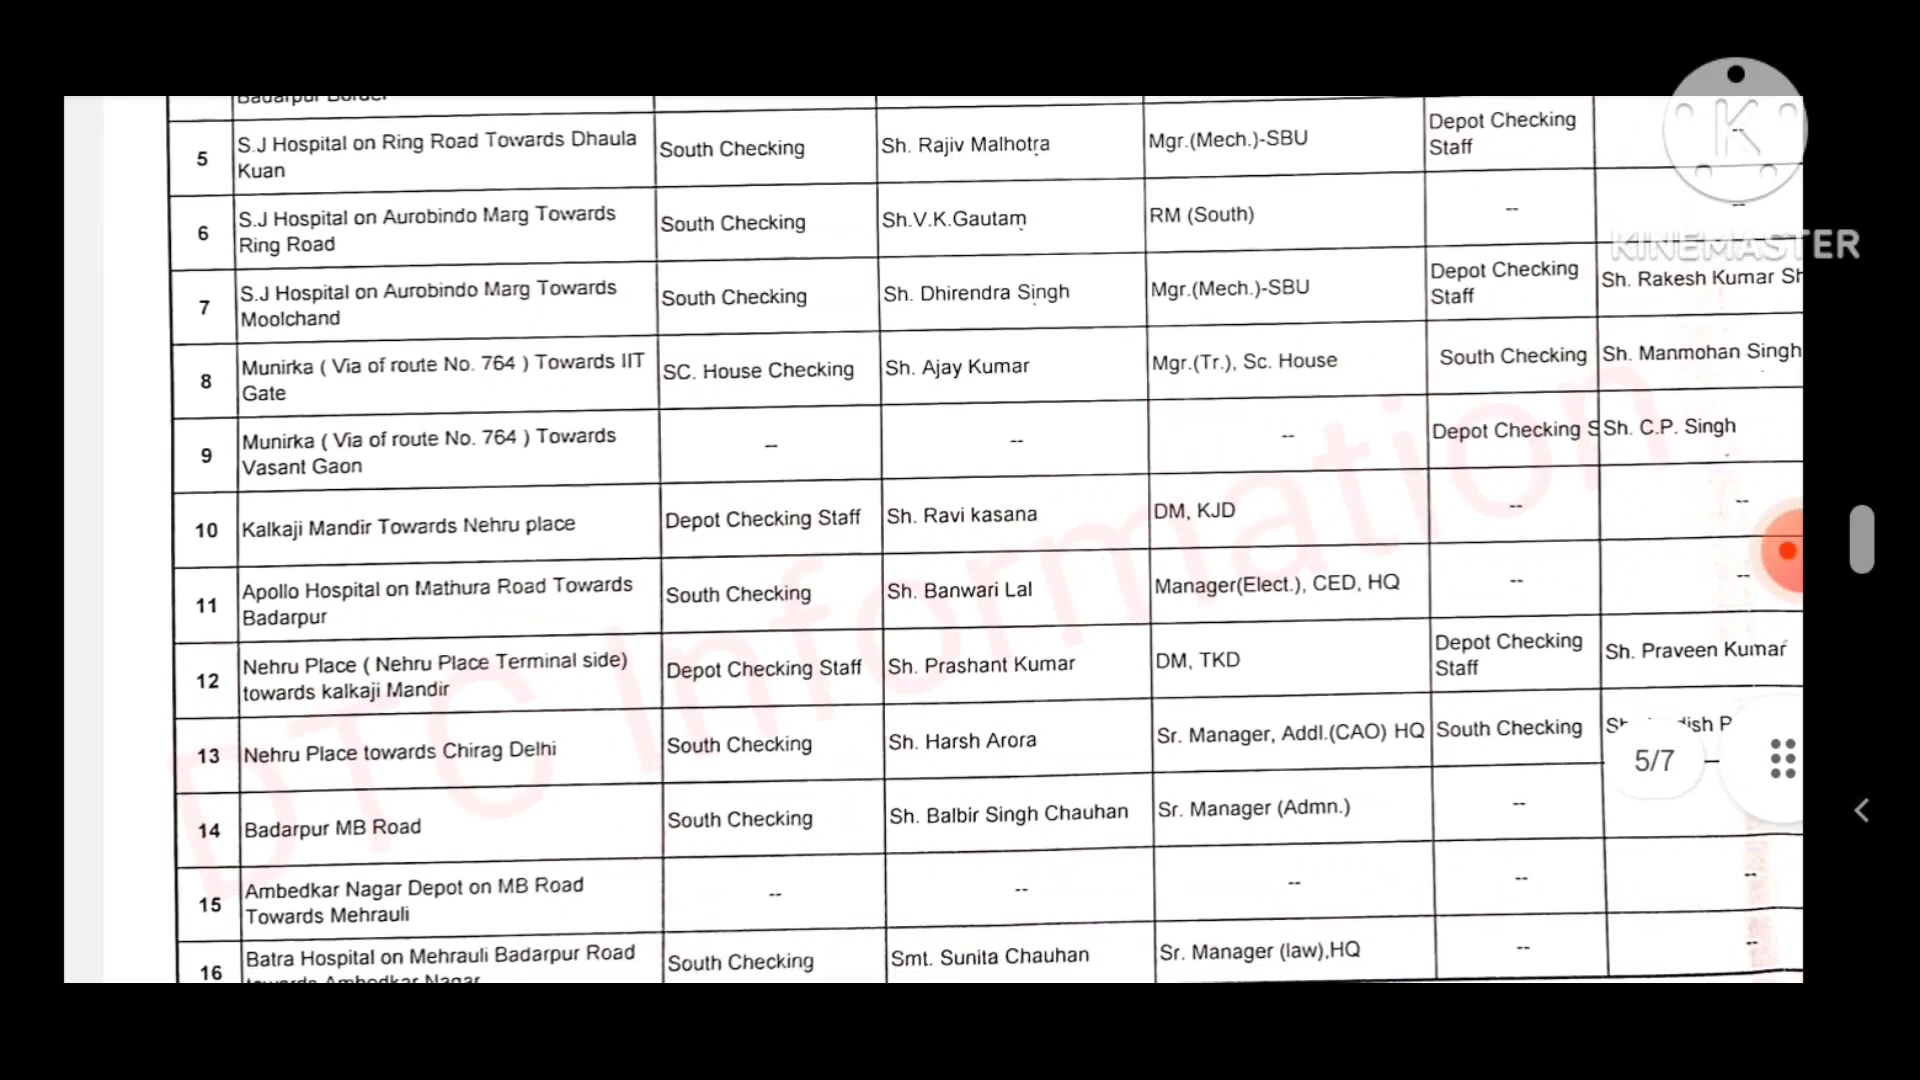 Badarpur Border
5
S.J Hospital on Ring Road Towards Dhaula
Kuan
South Checking
Sh. Rajiv Malhotra
Mgr.(Mech.)-SBU
Depot Checking
Staff
--
6
S.J Hospital on Aurobindo Marg Towards
Ring Road
South Checking
Sh.V.K.Gautam
RM (South)
--
--
7
S.J Hospital on Aurobindo Marg Towards
Moolchand
South Checking
Sh. Dhirendra Singh
Mgr.(Mech.)-SBU
Depot Checking
Staff
Sh. Rakesh Kumar Sh
8
Munirka ( Via of route No. 764 ) Towards IIT
Gate
SC. House Checking
Sh. Ajay Kumar
Mgr.(Tr.), Sc. House
South Checking
Sh. Manmohan Singh
9
Munirka ( Via of route No. 764 ) Towards
Vasant Gaon
--
--
--
Depot Checking S
Sh. C.P. Singh
10
Kalkaji Mandir Towards Nehru place
Depot Checking Staff
Sh. Ravi kasana
DM, KJD
--
--
11
Apollo Hospital on Mathura Road Towards
Badarpur
South Checking
Sh. Banwari Lal
Manager(Elect.), CED, HQ
--
--
12
Nehru Place ( Nehru Place Terminal side)
towards kalkaji Mandir
Depot Checking Staff
Sh. Prashant Kumar
DM, TKD
Depot Checking
Staff
Sh. Praveen Kumar
13
Nehru Place towards Chirag Delhi
South Checking
Sh. Harsh Arora
Sr. Manager, Addl.(CAO) HQ
South Checking
14
Badarpur MB Road
South Checking
Sh. Balbir Singh Chauhan
Sr. Manager (Admn.)
--
15
Ambedkar Nagar Depot on MB Road
Towards Mehrauli
--
--
--
--
--
16
Batra Hospital on Mehrauli Badarpur Road
towards Ambedkar Nagar
South Checking
Smt. Sunita Chauhan
Sr. Manager (law),HQ
--
--
DTC Information
K
KINEMASTER
5/7